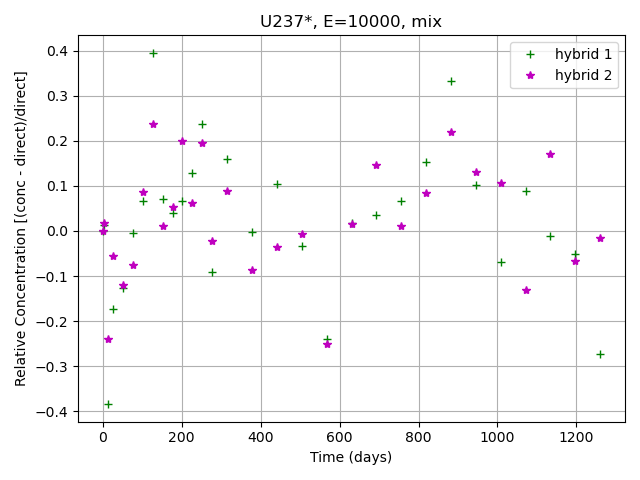 U237*, E=10000, mix
hybrid 1
hybrid 2
Relative Concentration [(conc - direct)/direct]
0.4
0.3
0.2
0.1
0.0
−0.1
−0.2
−0.3
−0.4
0 200 400 600 800 1000 1200
Time (days)